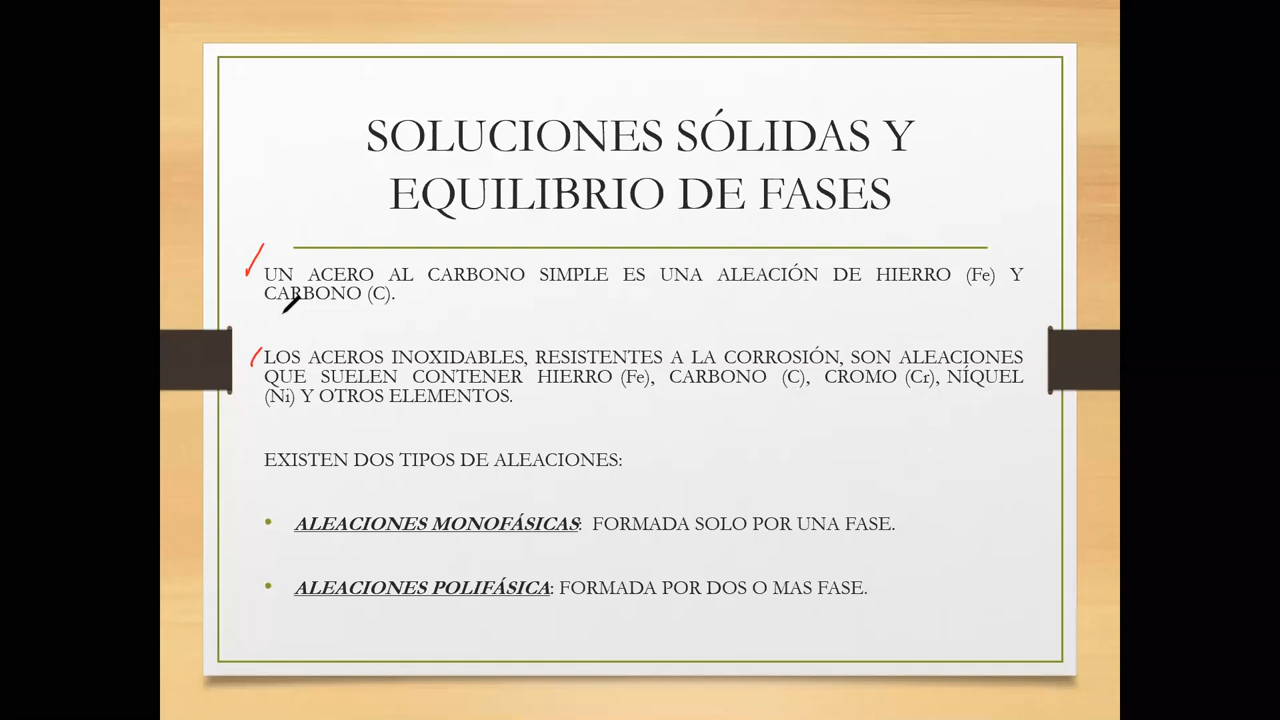 SOLUCIONES SÓLIDAS Y
EQUILIBRIO DE FASES
UN ACERO AL CARBONO SIMPLE ES UNA ALEACIÓN DE HIERRO (Fe) Y
CARBONO (C).
LOS ACEROS INOXIDABLES, RESISTENTES A LA CORROSIÓN, SON ALEACIONES
QUE SUELEN CONTENER HIERRO (Fe), CARBONO (C), CROMO (Cr), NÍQUEL
(Ni) Y OTROS ELEMENTOS.
EXISTEN DOS TIPOS DE ALEACIONES:
• ALEACIONES MONOFÁSICAS: FORMADA SOLO POR UNA FASE.
• ALEACIONES POLIFÁSICA: FORMADA POR DOS O MAS FASE.